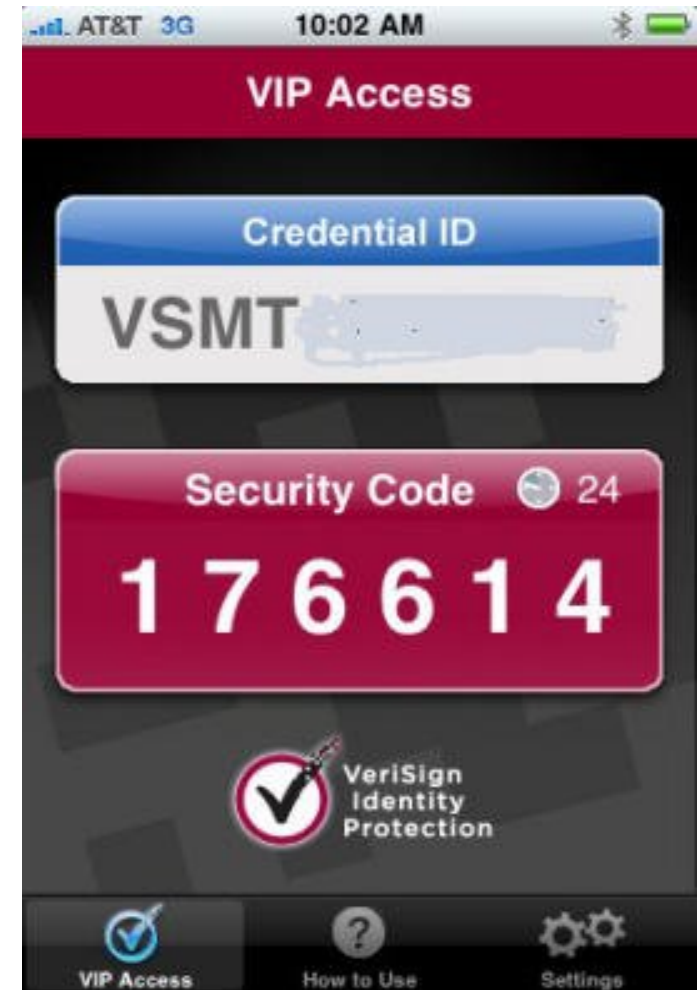 AT&T 3G 10:02 AM
VIP Access
Credential ID
VSMT
Security Code 24
176614
VeriSign
Identity
Protection
VIP Access How to Use Settings